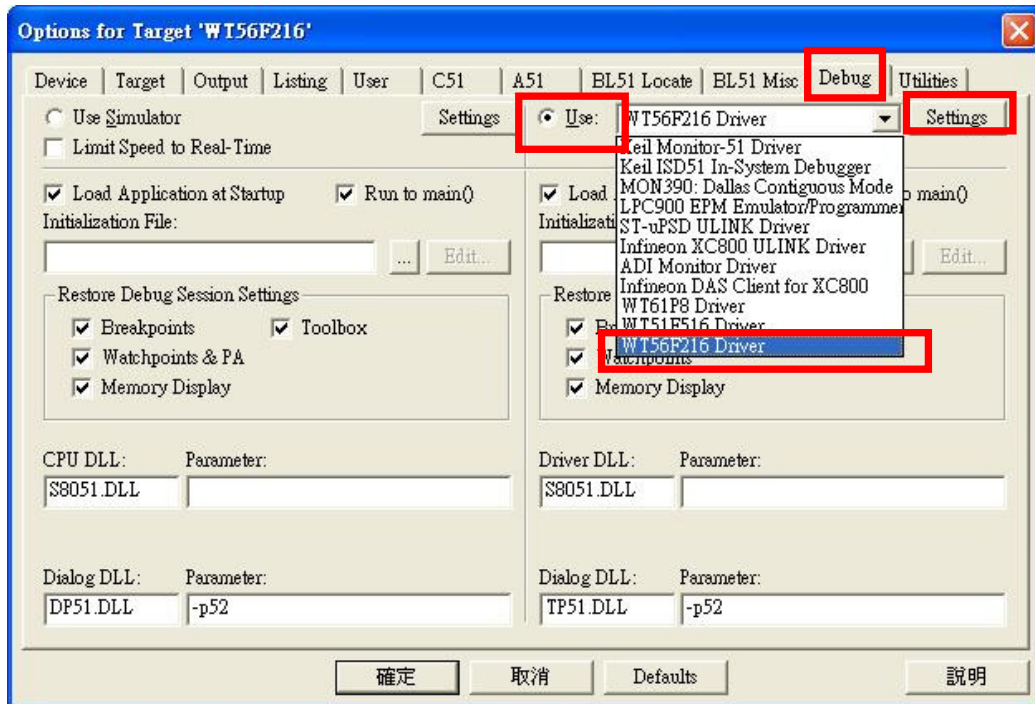 Options for Target 'WT56F216'
Device Target Output Listing User C51 A51 BL51 Locate BL51 Misc Debug Utilities
Use Simulator Settings Use: WT56F216 Driver Settings
Limit Speed to Real-Time
Keil Monitor-51 Driver
Keil ISD51 In-System Debugger
MON390: Dallas Contiguous Mode
LPC900 EPM Emulator/Programmer
ST-uPSD ULINK Driver
Infineon XC800 ULINK Driver
ADI Monitor Driver
Infineon DAS Client for XC800
WT61P8 Driver
WT51F516 Driver
WT56F216 Driver
Load Application at Startup Run to main()
Initialization File:
... Edit...
Restore Debug Session Settings
Breakpoints Toolbox
Watchpoints & PA
Memory Display
CPU DLL: Parameter:
S8051.DLL
Dialog DLL: Parameter:
DP51.DLL -p52
Load main()
Edit...
Restore
Watchpoints
Memory Display
Driver DLL: Parameter:
S8051.DLL
Dialog DLL: Parameter:
TP51.DLL -p52
確定 取消 Defaults 說明